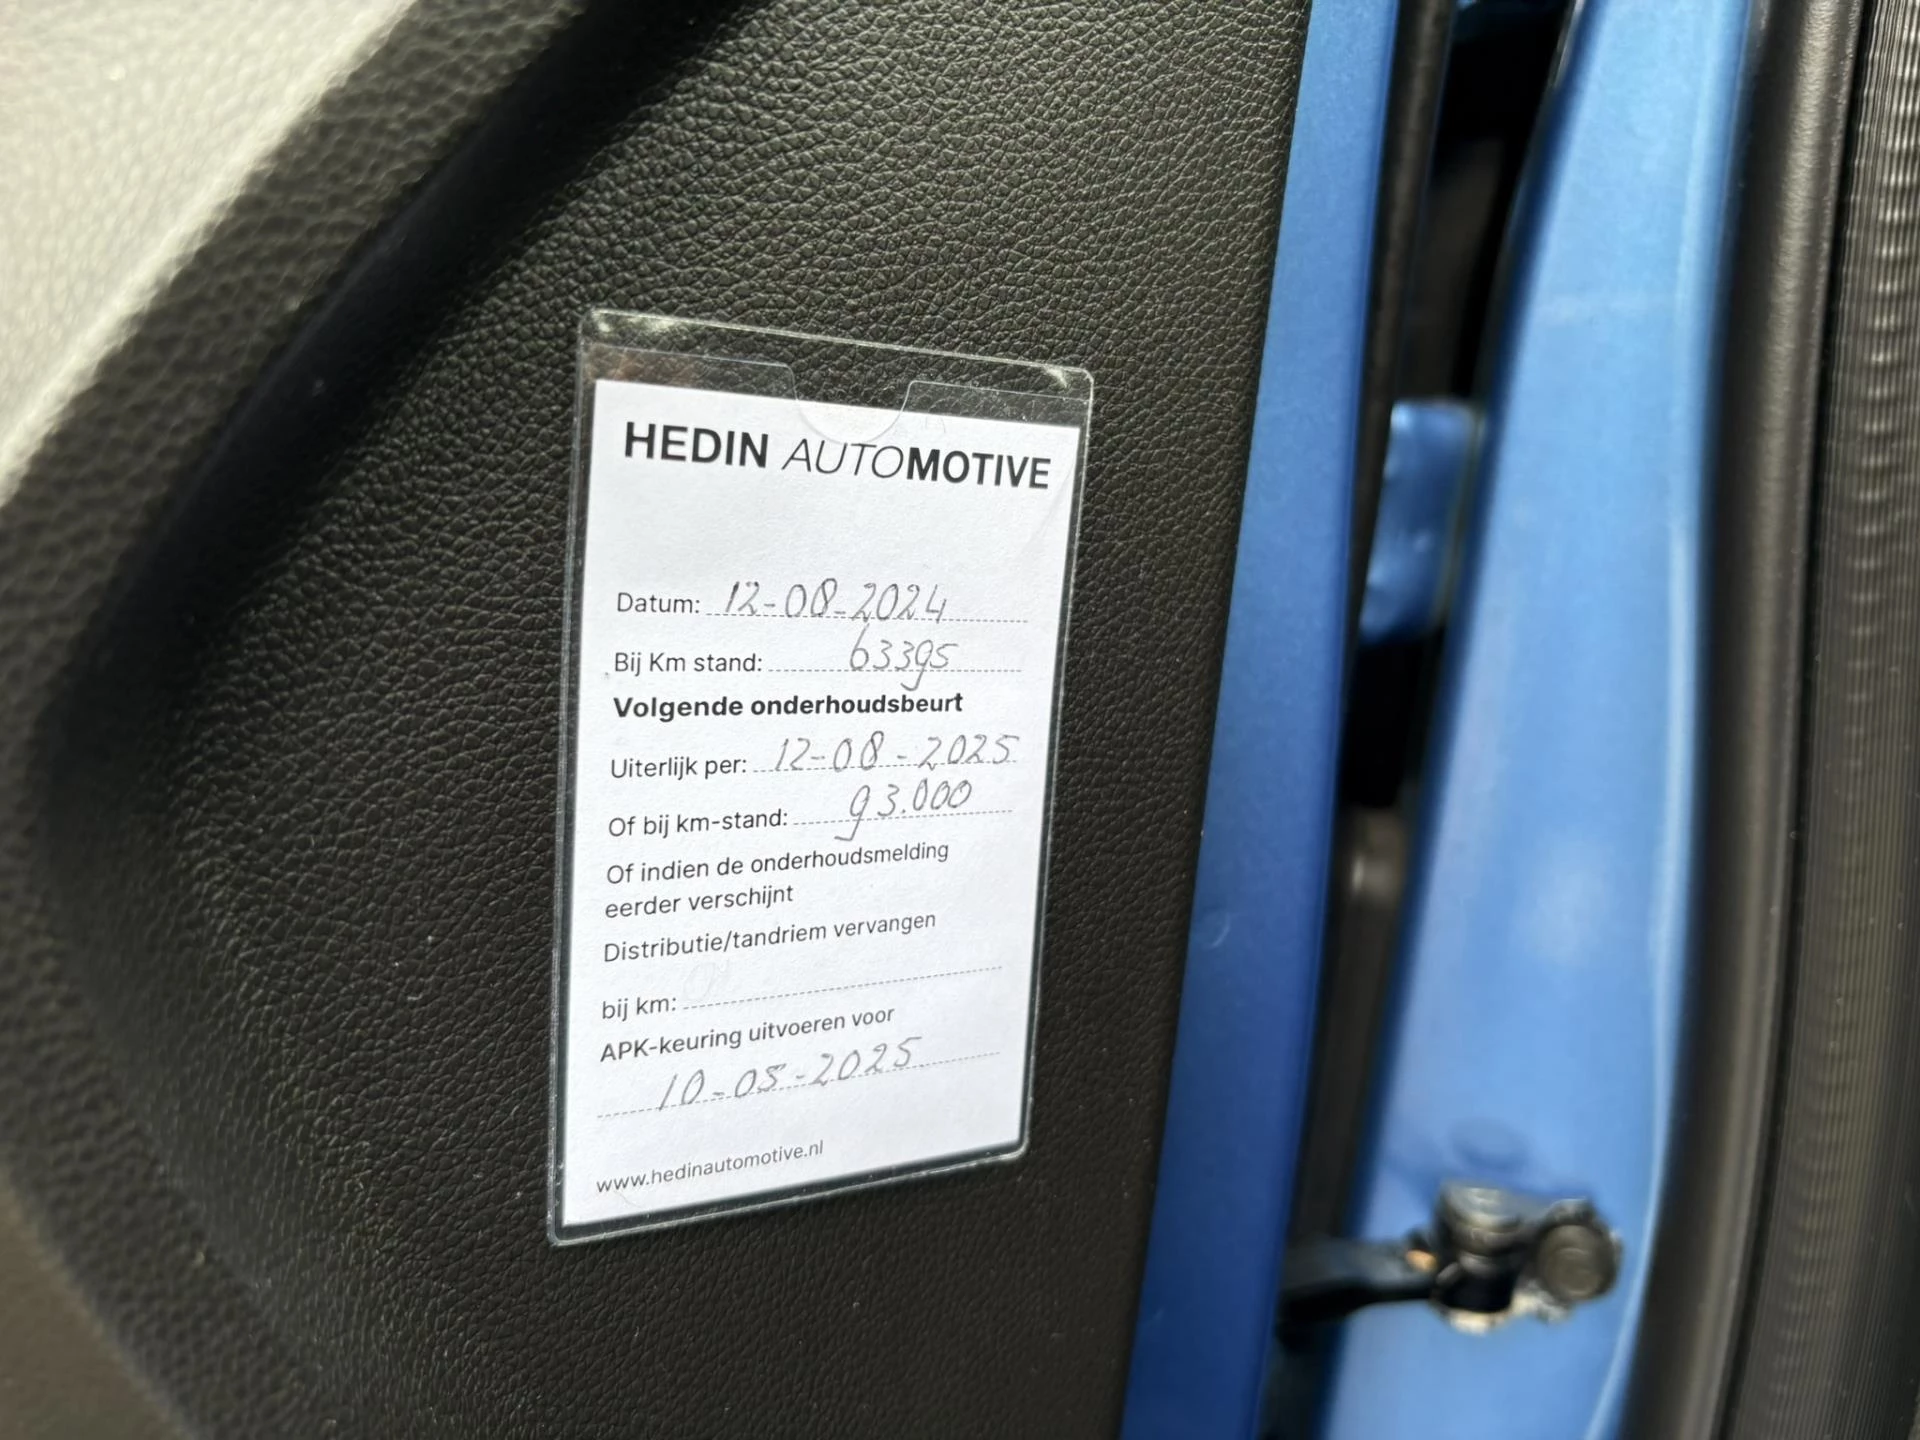 HEDIN AUTOMOTIVE
Datum: 12-08-2024
Bij Km stand: 63395
Volgende onderhoudsbeurt
Uiterlijk per: 12-08-2025
Of bij km-stand: 93.000
Of indien de onderhoudsmelding
eerder verschijnt
Distributie/tandriem vervangen
bij km:
APK-keuring uitvoeren voor
10-05-2025
www.hedinautomotive.nl